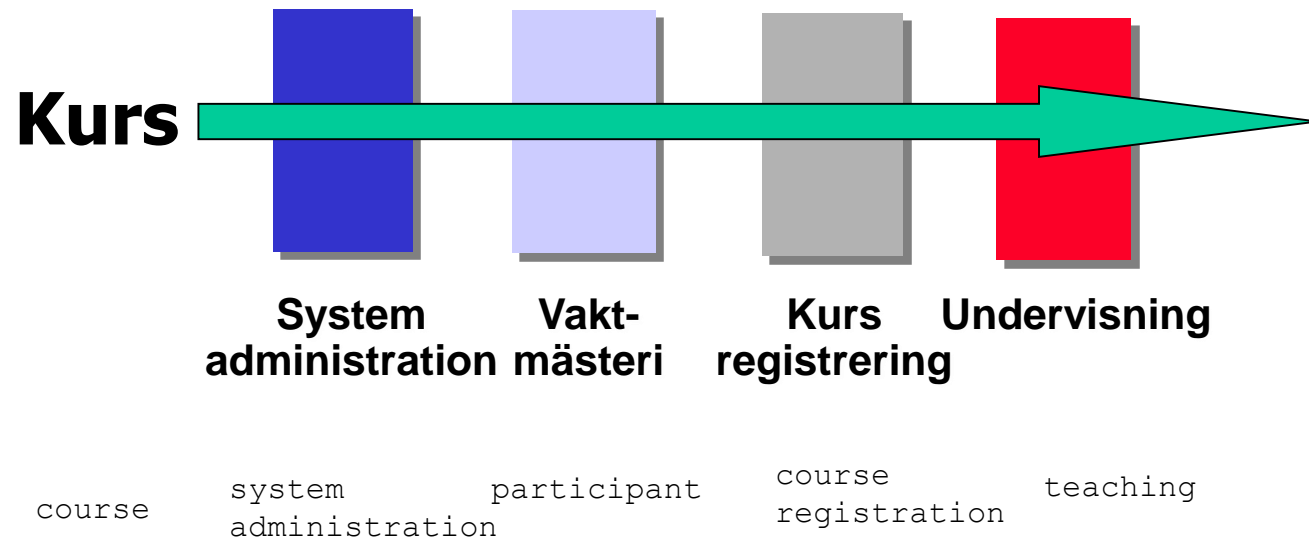 Kurs
System
administration
Vakt-
mästeri
Kurs
registrering
Undervisning
course
system
administration
participant
course
registration
teaching